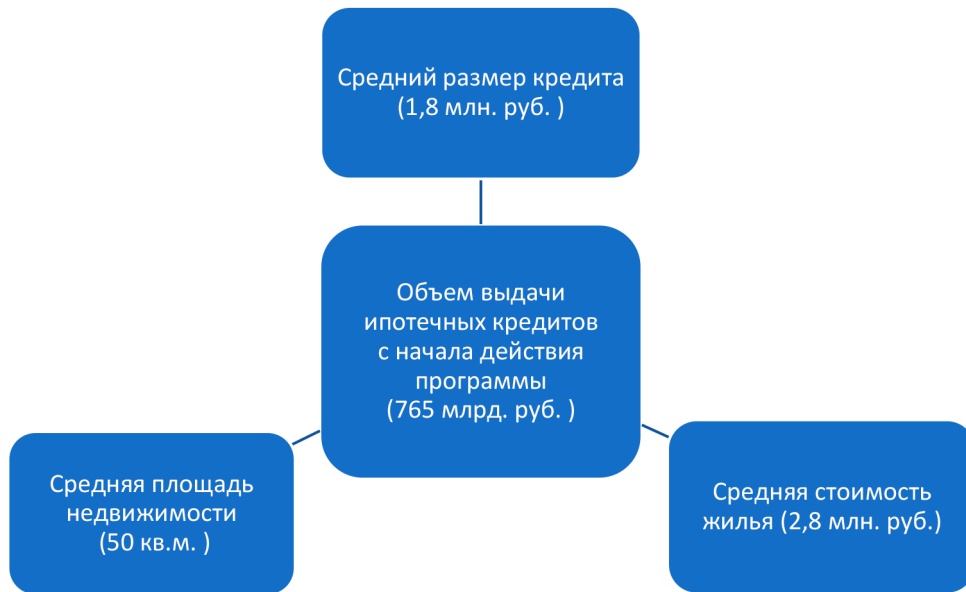 Средний размер кредита
(1,8 млн. руб. )
Объем выдачи
ипотечных кредитов
с начала действия
программы
(765 млрд. руб. )
Средняя площадь
недвижимости
(50 кв.м. )
Средняя стоимость
жилья (2,8 млн. руб.)